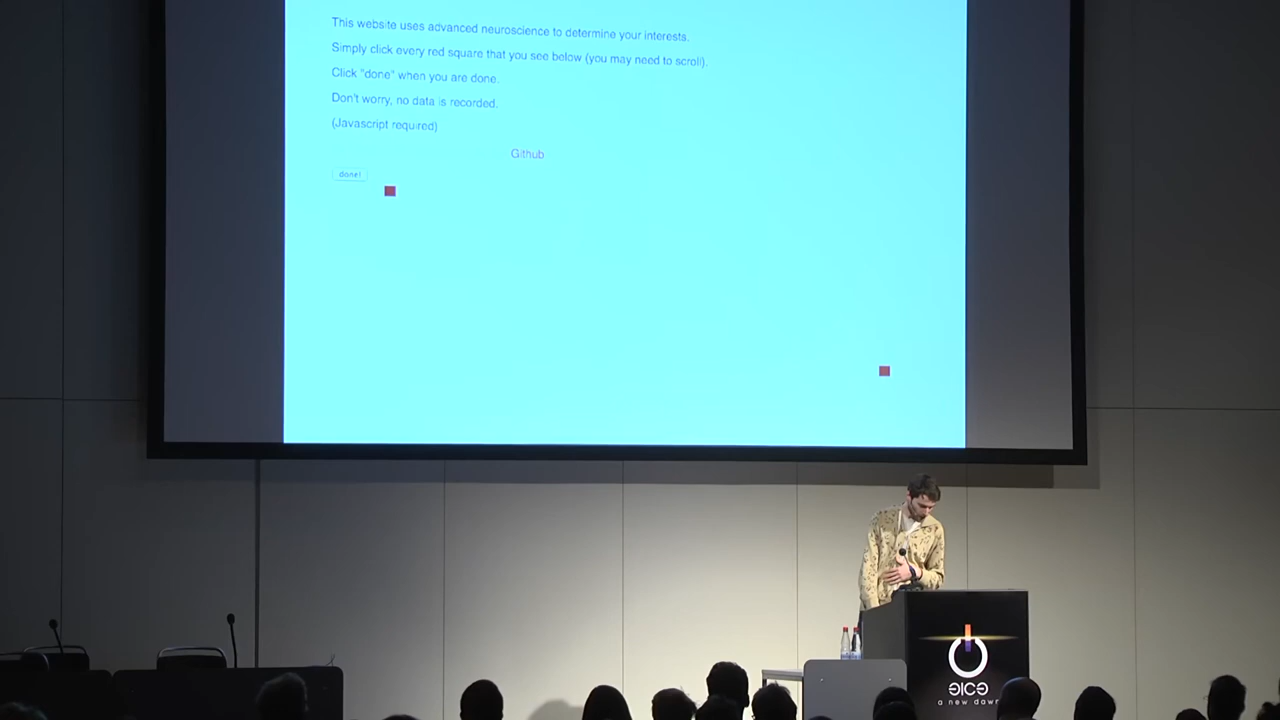 This website uses advanced neuroscience to determine your interests.
Simply click every red square that you see below (you may need to scroll).
Click "done" when you are done.
Don't worry, no data is recorded.
(Javascript required)
Github
done!
a new dawn